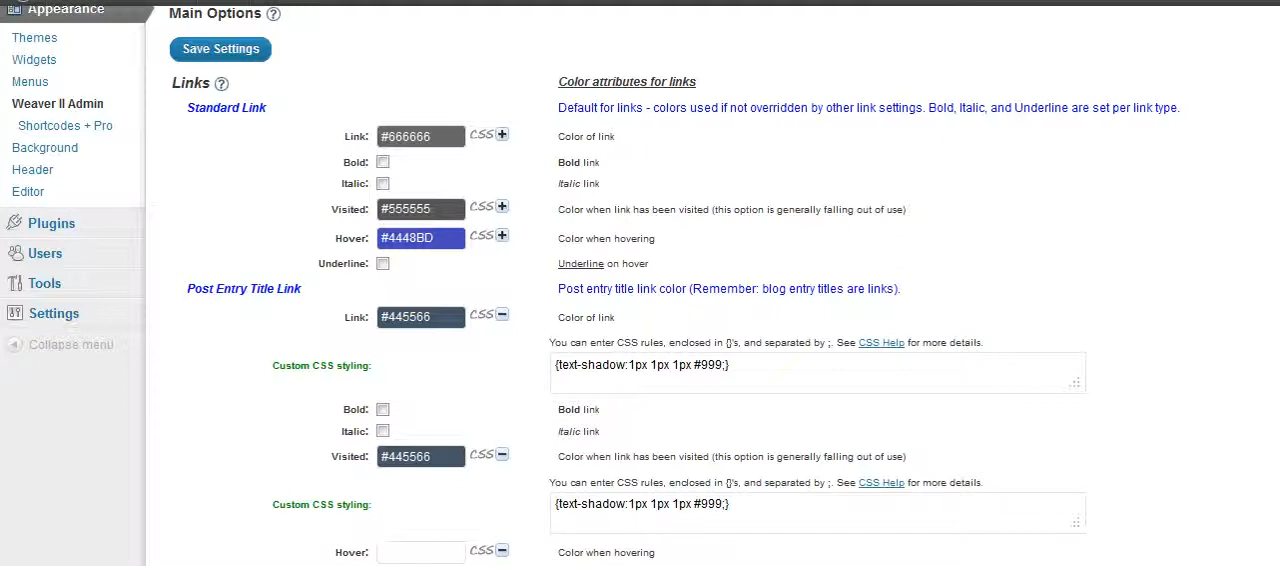 Appearance
Themes
Widgets
Menus
Weaver II Admin
Shortcodes + Pro
Background
Header
Editor
Plugins
Users
Tools
Settings
Collapse menu
Main Options ?
Save Settings
Links ? Color attributes for links
Standard Link Default for links - colors used if not overridden by other link settings. Bold, Italic, and Underline are set per link type.
Link: #666666 CSS + Color of link
Bold: Bold link
Italic: Italic link
Visited: #555555 CSS + Color when link has been visited (this option is generally falling out of use)
Hover: #4448BD CSS + Color when hovering
Underline: Underline on hover
Post Entry Title Link Post entry title link color (Remember: blog entry titles are links).
Link: #445566 CSS − Color of link
You can enter CSS rules, enclosed in {}'s, and separated by ;. See CSS Help for more details.
Custom CSS styling: {text-shadow:1px 1px 1px #999;}
Bold: Bold link
Italic: Italic link
Visited: #445566 CSS − Color when link has been visited (this option is generally falling out of use)
You can enter CSS rules, enclosed in {}'s, and separated by ;. See CSS Help for more details.
Custom CSS styling: {text-shadow:1px 1px 1px #999;}
Hover: CSS − Color when hovering